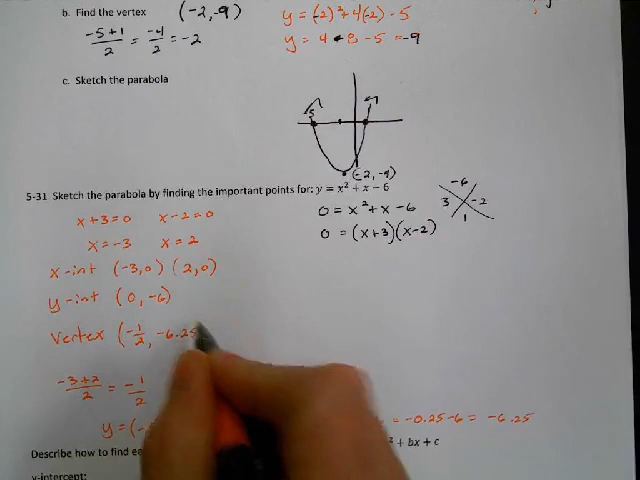 b. Find the vertex (-2, -9)
y = (-2)² + 4(-2) - 5
-5+1/2 = -4/2 = -2
y = 4 - 8 - 5 = -9
c. Sketch the parabola
-5
(-2, -9)
5-31 Sketch the parabola by finding the important points for: y = x² + x - 6
x+3=0 x-2=0
0 = x² + x - 6
-6
3 -2
1
x=-3 x=2
0 = (x+3)(x-2)
x-int (-3,0) (2,0)
y-int (0, -6)
Vertex (-1/2, -6.25
-3+2/2 = -1/2
y = (-
= -0.25-6 = -6.25
Describe how to find
+ bx + c
y-intercept: